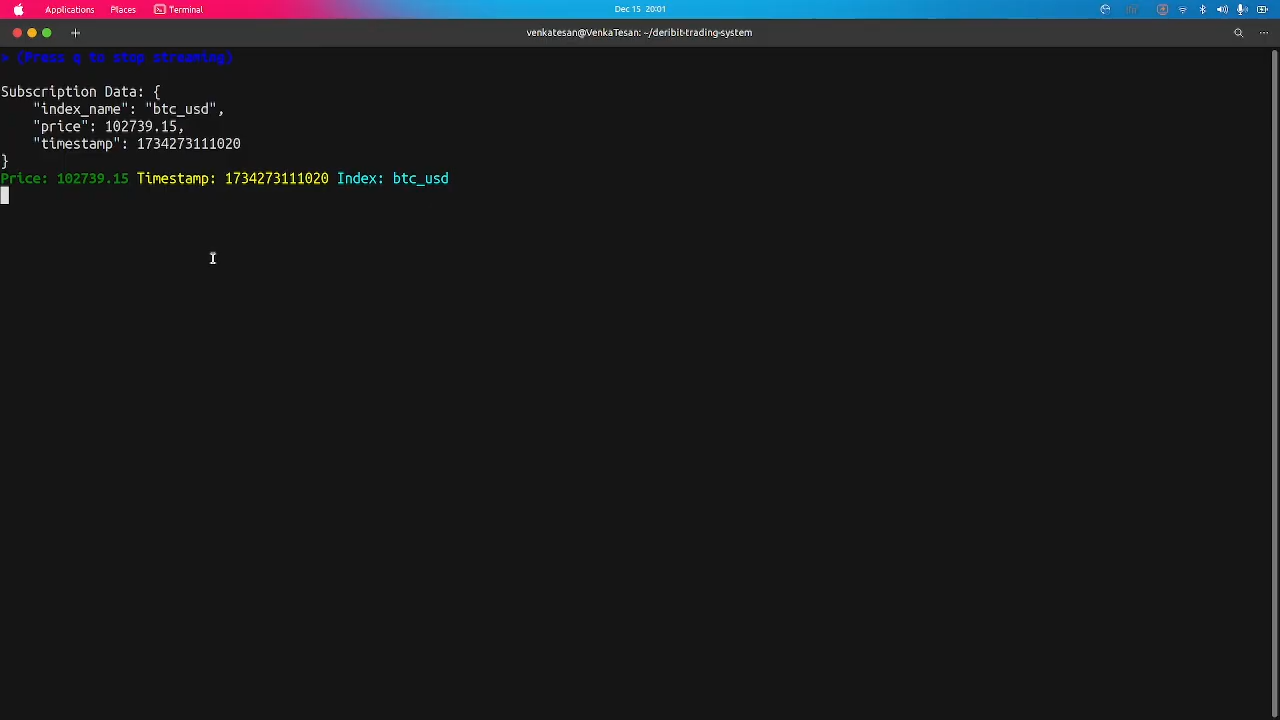 Applications Places Terminal Dec 15 20:01
venkatesan@VenkaTesan: ~/deribit-trading-system
> (Press q to stop streaming)
Subscription Data: {
    "index_name": "btc_usd",
    "price": 102739.15,
    "timestamp": 1734273111020
}
Price: 102739.15 Timestamp: 1734273111020 Index: btc_usd